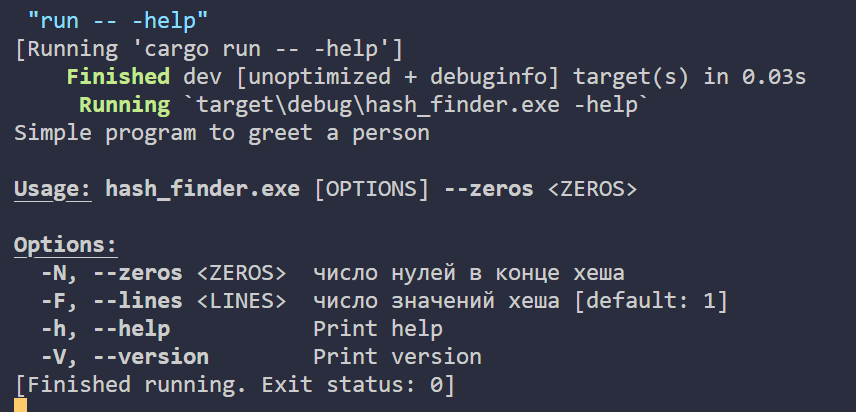 "run -- -help"
[Running 'cargo run -- -help']
Finished dev [unoptimized + debuginfo] target(s) in 0.03s
Running `target\debug\hash_finder.exe -help`
Simple program to greet a person
Usage: hash_finder.exe [OPTIONS] --zeros <ZEROS>
Options:
-N, --zeros <ZEROS>  число нулей в конце хеша
-F, --lines <LINES>  число значений хеша [default: 1]
-h, --help           Print help
-V, --version        Print version
[Finished running. Exit status: 0]